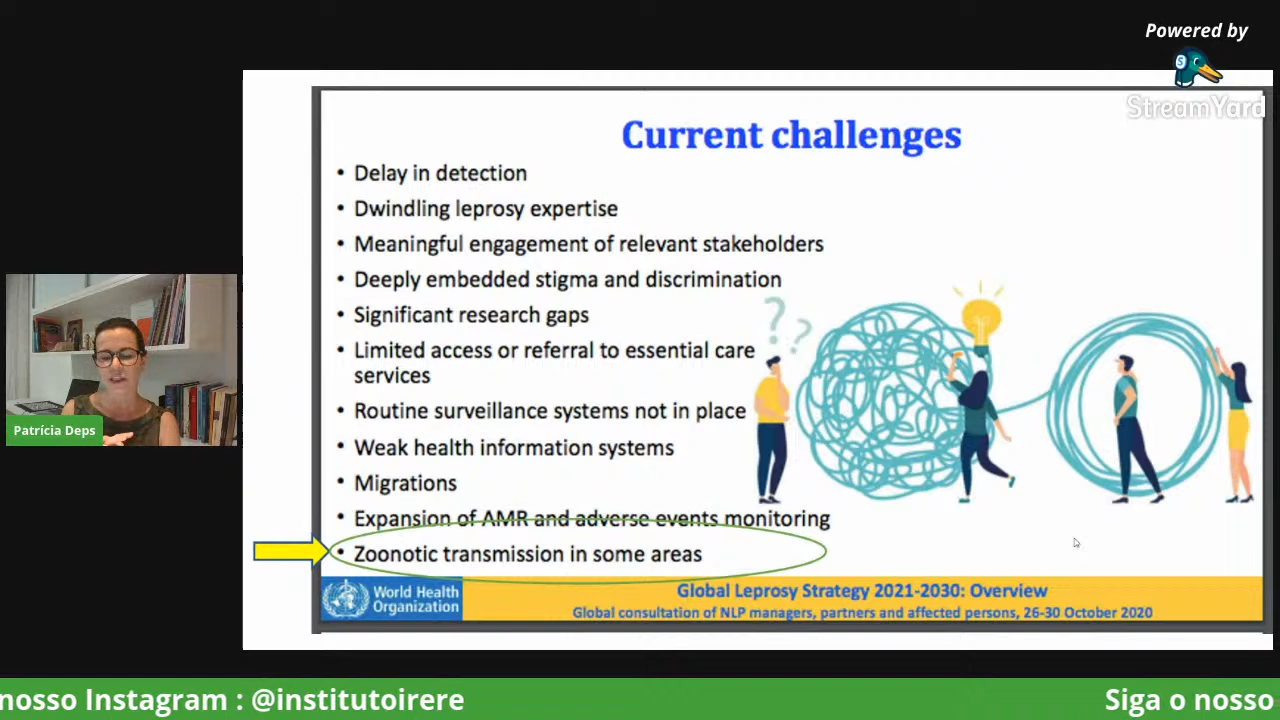 Powered by
StreamYard
Current challenges
• Delay in detection
• Dwindling leprosy expertise
• Meaningful engagement of relevant stakeholders
• Deeply embedded stigma and discrimination
• Significant research gaps
• Limited access or referral to essential care
services
• Routine surveillance systems not in place
• Weak health information systems
• Migrations
• Expansion of AMR and adverse events monitoring
• Zoonotic transmission in some areas
Patrícia Deps
World Health
Organization
Global Leprosy Strategy 2021-2030: Overview
Global consultation of NLP managers, partners and affected persons, 26-30 October 2020
nosso Instagram : @institutoirere
Siga o nosso